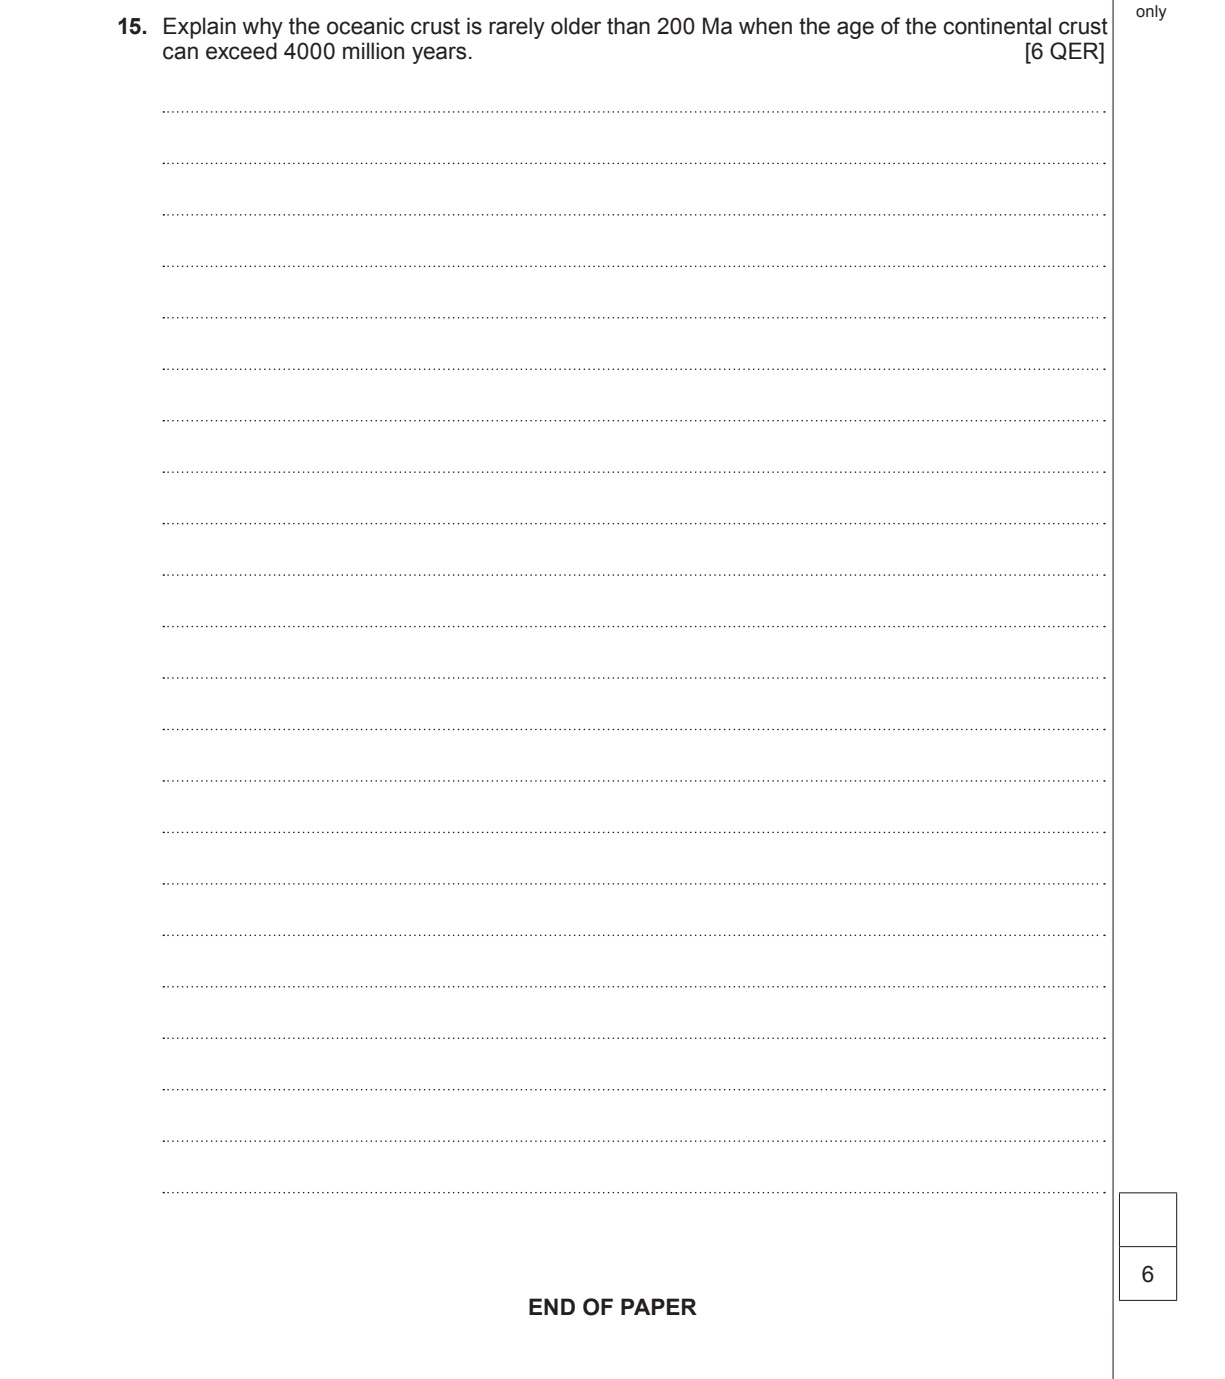 only
15. Explain why the oceanic crust is rarely older than 200 Ma when the age of the continental crust
can exceed 4000 million years. [6 QER]
6
END OF PAPER